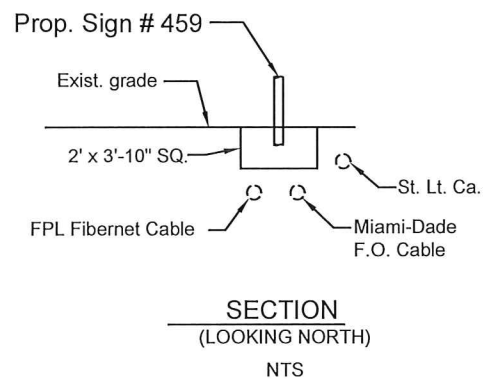 Prop. Sign # 459
Exist. grade
2' x 3'-10" SQ.
St. Lt. Ca.
FPL Fibernet Cable
Miami-Dade
F.O. Cable
SECTION
(LOOKING NORTH)
NTS